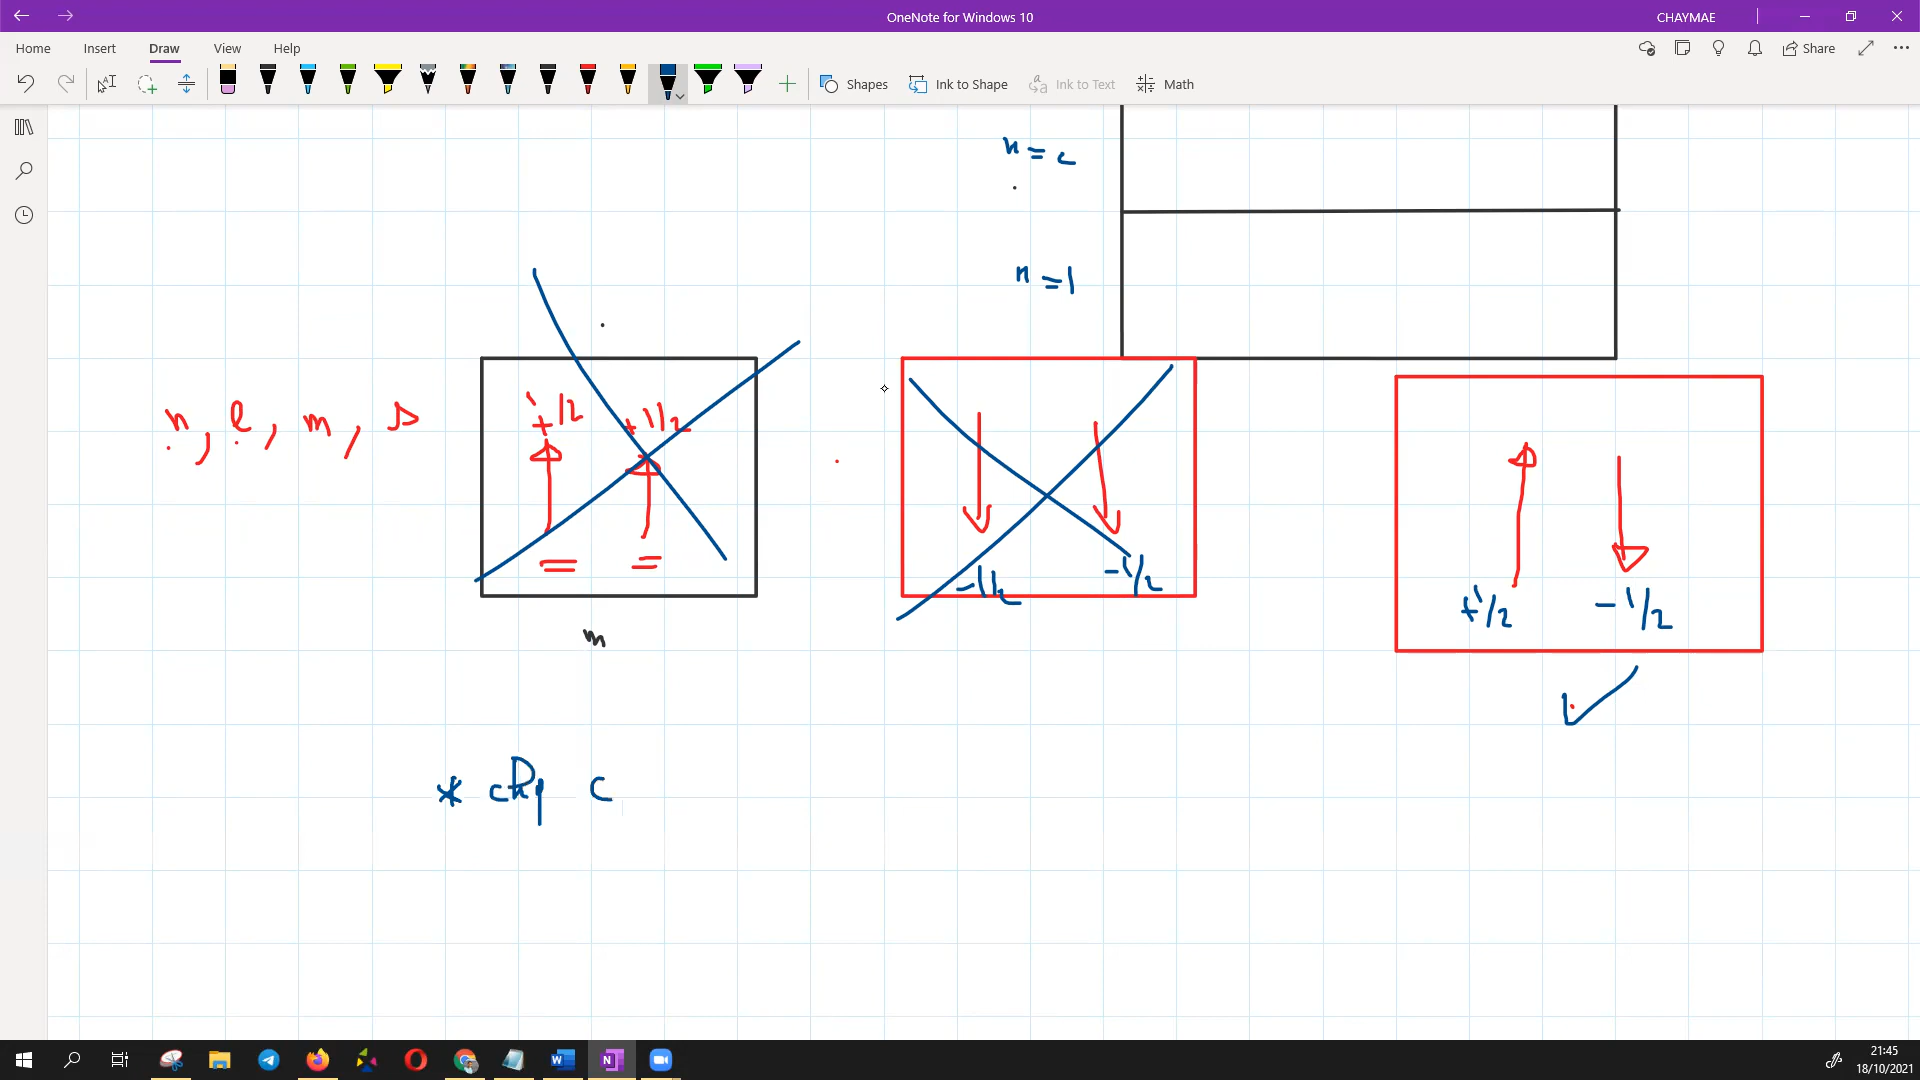 OneNote for Windows 10
CHAYMAE
Home Insert Draw View Help
Share
Shapes
Ink to Shape
Ink to Text
Math
n = 2
n = 1
n, l, m, s
+1/2 +1/2
m
-1/2 -1/2
+1/2 -1/2
* chq c
21:45
18/10/2021